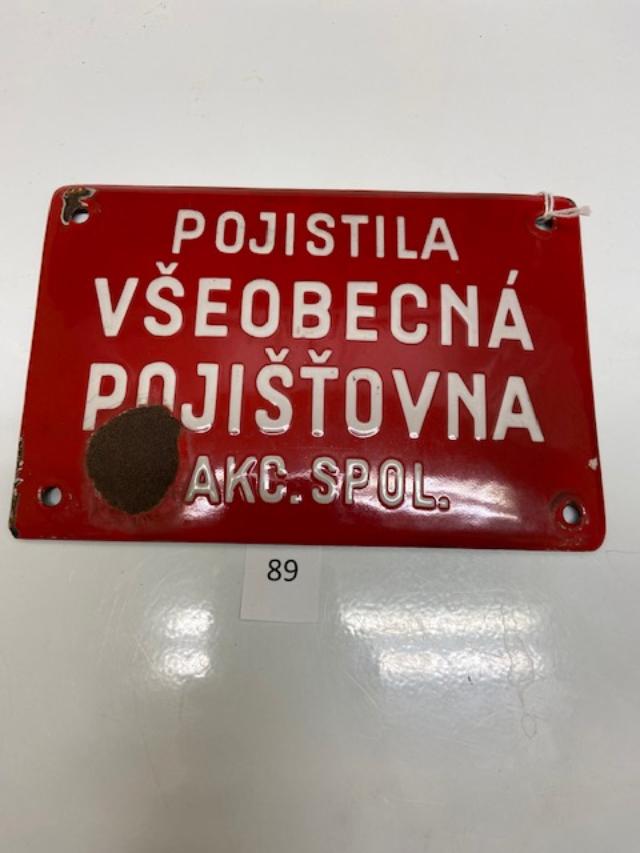 POJISTILA
VŠEOBECNÁ
POJIŠŤOVNA
AKC. SPOL.
89